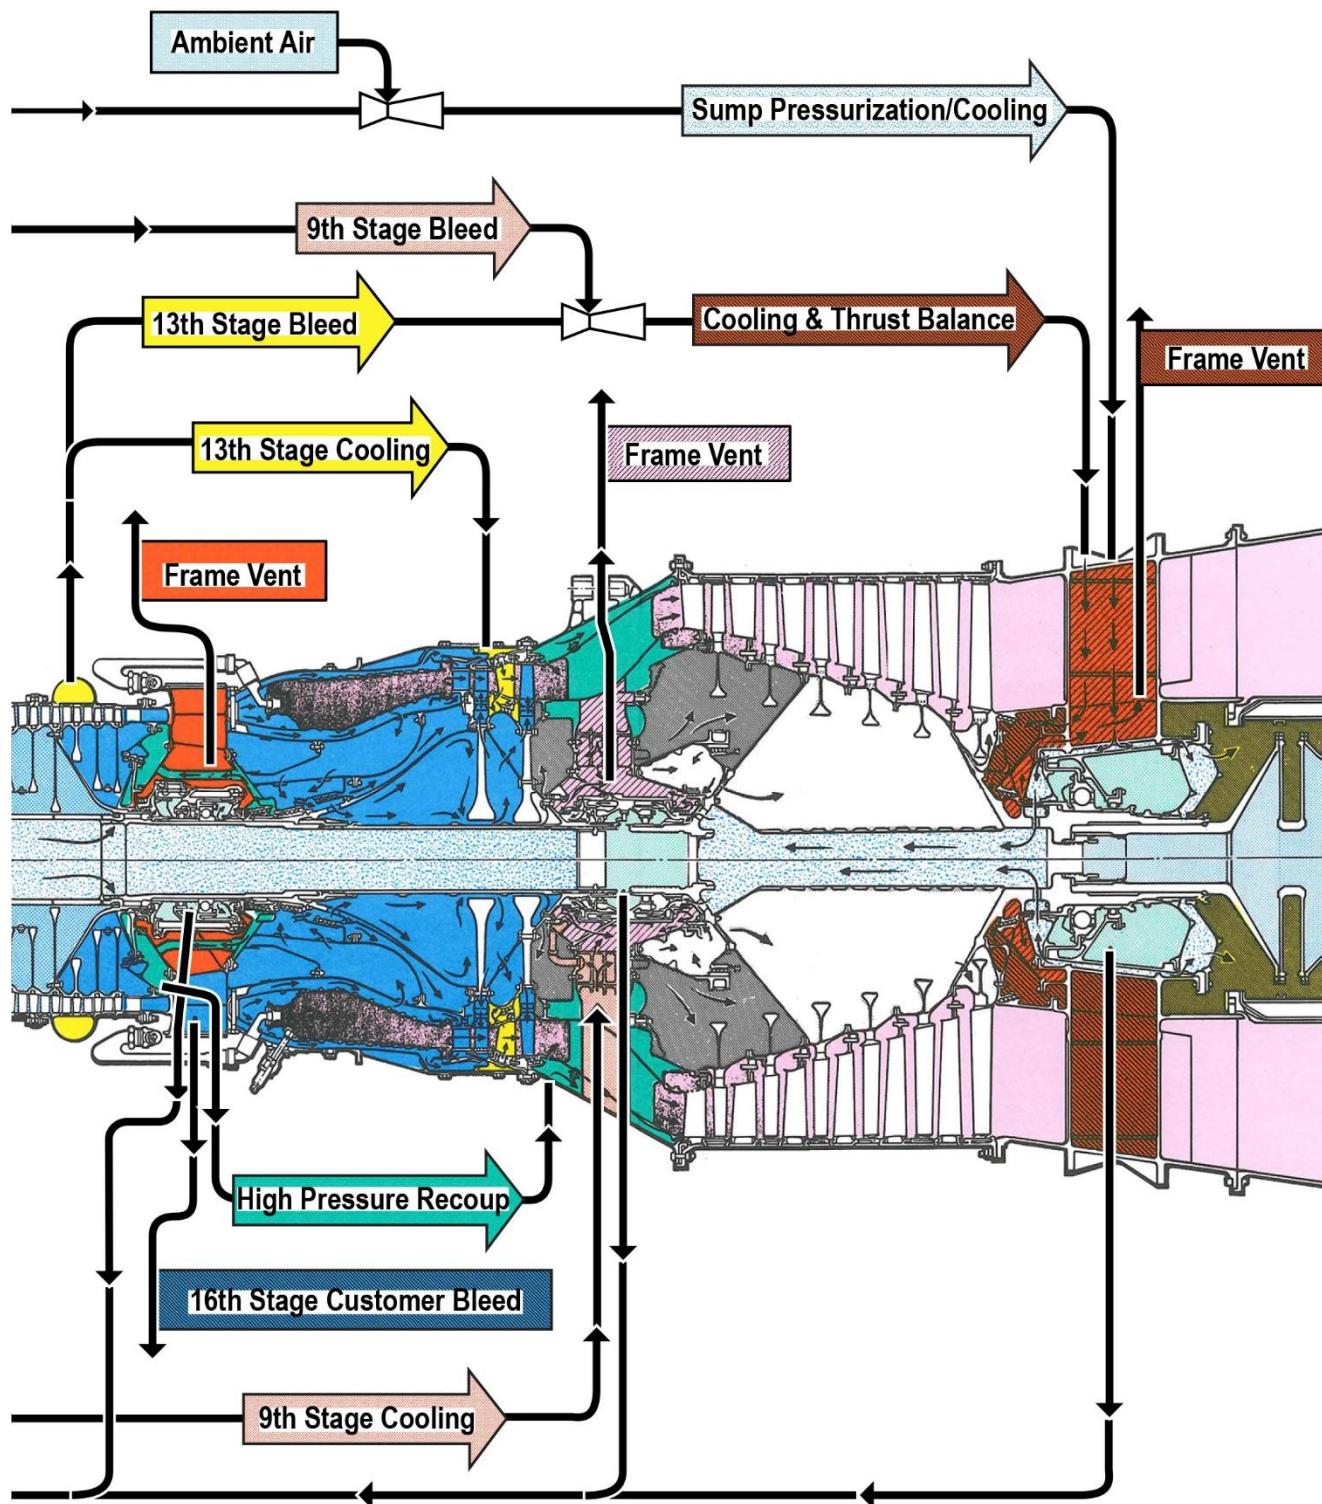 Ambient Air
Sump Pressurization/Cooling
9th Stage Bleed
13th Stage Bleed
Cooling & Thrust Balance
Frame Vent
13th Stage Cooling
Frame Vent
Frame Vent
High Pressure Recoup
16th Stage Customer Bleed
9th Stage Cooling